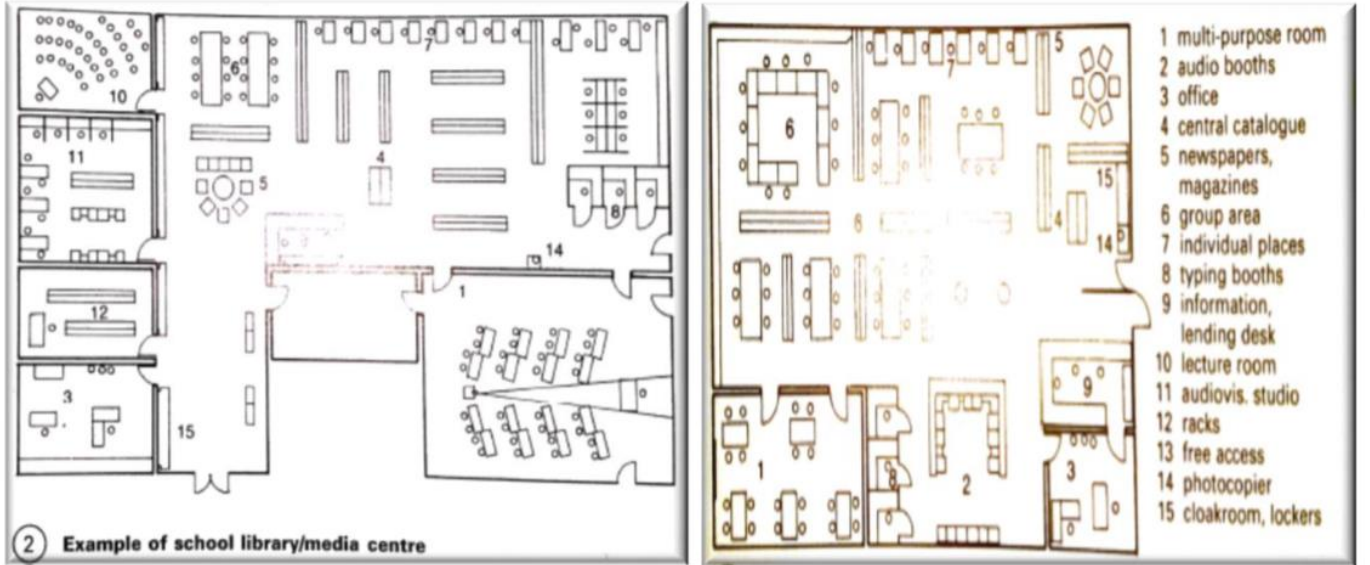 10
6
7
11
4
5
8
14
1
12
3
15
2 Example of school library/media centre
6
7
5
15
6
4
14
9
1
8
2
3
1 multi-purpose room
2 audio booths
3 office
4 central catalogue
5 newspapers,
magazines
6 group area
7 individual places
8 typing booths
9 information,
lending desk
10 lecture room
11 audiovis. studio
12 racks
13 free access
14 photocopier
15 cloakroom, lockers